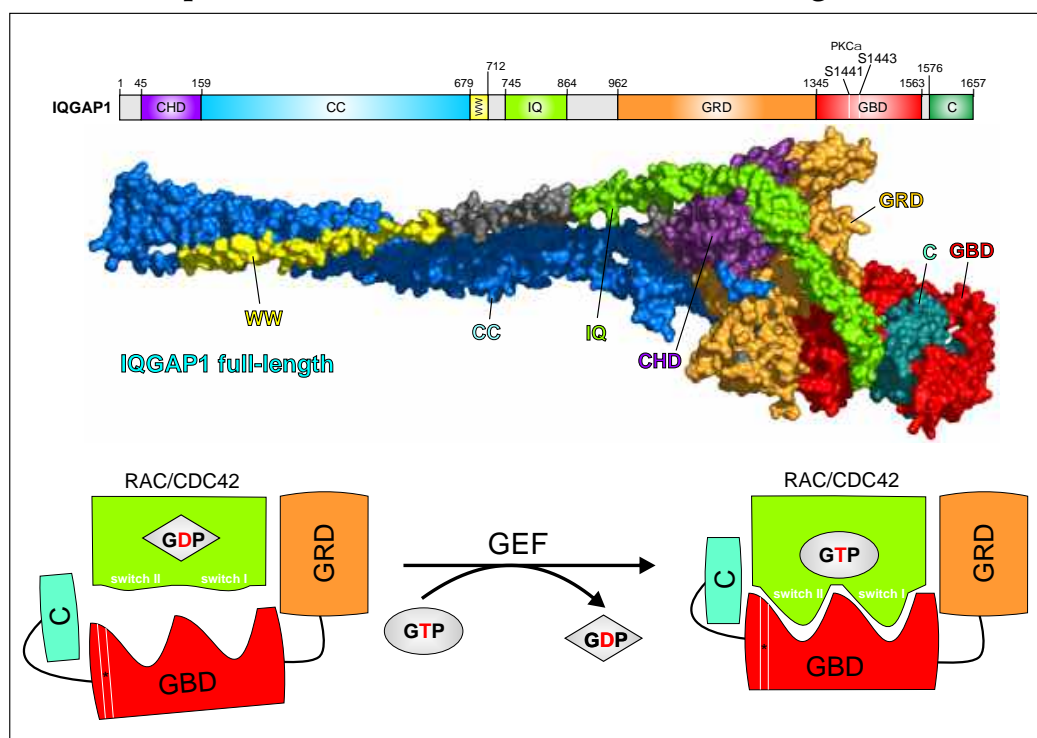 PKCa
712 S1443
1 45 159 679 745 864 962 1345 S1441 1563 1576 1657
IQGAP1 CHD CC WW IQ GRD GBD C
GRD
C GBD
WW
CC
IQ
CHD
IQGAP1 full-length
RAC/CDC42
RAC/CDC42
GDP
GRD
GEF
GTP
GRD
switch II switch I
switch II switch I
C
C
GTP
GDP
*
GBD
*
GBD